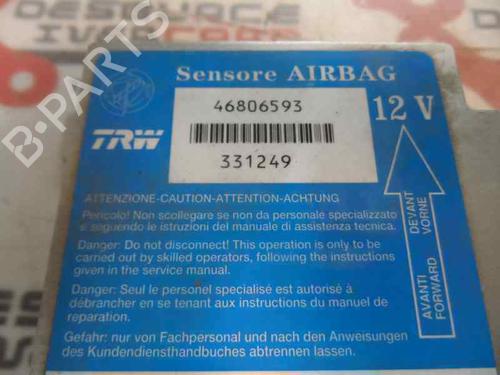 Sensore AIRBAG
46806593
12 V
TRW
331249
ATTENZIONE-CAUTION-ATTENTION-ACHTUNG
Pericolo! Non scollegare se non da personale specializzato
e seguendo le istruzioni del manuale di assistenza tecnica.
Danger: Do not disconnect! This operation is only to be
carried out by skilled operators, following the instructions
given in the service manual.
Danger: Seul le personel specialisé est autorisé à
débrancher en se tenant aux instructions du manuel de
reparation.
Gefahr: nur von Fachpersonal und nach den Anweisungen
des Kundendiensthandbuches abtrennen lassen.
AVANTI DEVANT
FORWARD VORNE
B-PARTS